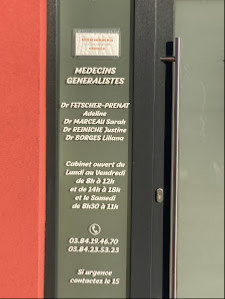 MEDECINS
GENERALISTES
Dr FETSCHER-PRENAT
Adeline
Dr MARCEAU Sarah
Dr REINICHE Justine
Dr BORGES Liliana
Cabinet ouvert du
Lundi au Vendredi
de 8h à 12h
et de 14h à 18h
et le Samedi
de 8h30 à 11h
03.84.19.46.70
03.84.23.53.23
Si urgence
contactez le 15